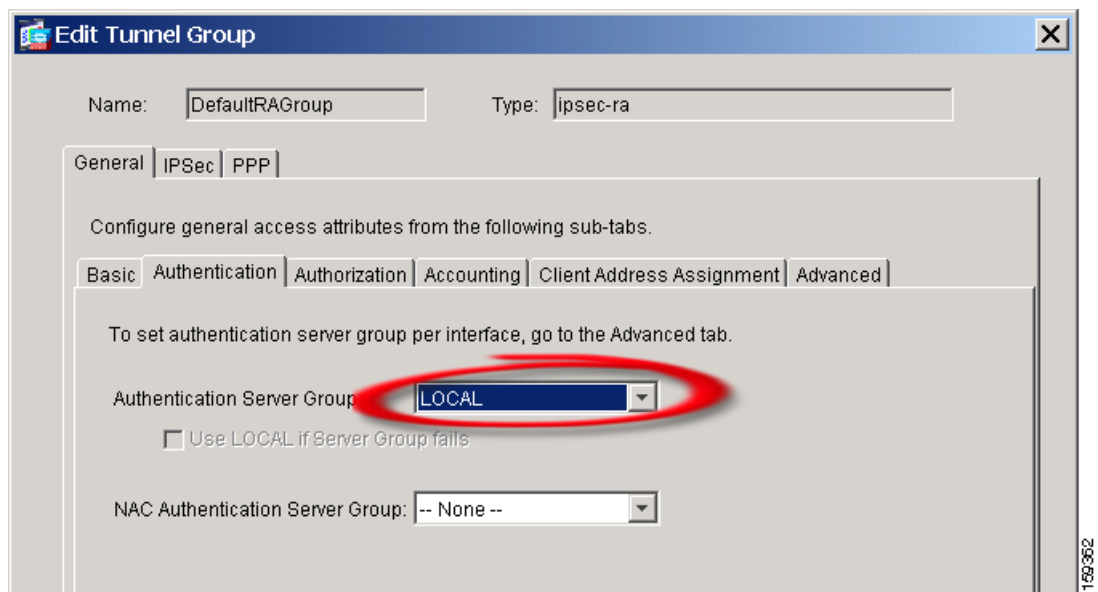 Edit Tunnel Group
Name: DefaultRAGroup Type: ipsec-ra
General IPSec PPP
Configure general access attributes from the following sub-tabs.
Basic Authentication Authorization Accounting Client Address Assignment Advanced
To set authentication server group per interface, go to the Advanced tab.
Authentication Server Group LOCAL
Use LOCAL if Server Group fails
NAC Authentication Server Group: -- None --
159362